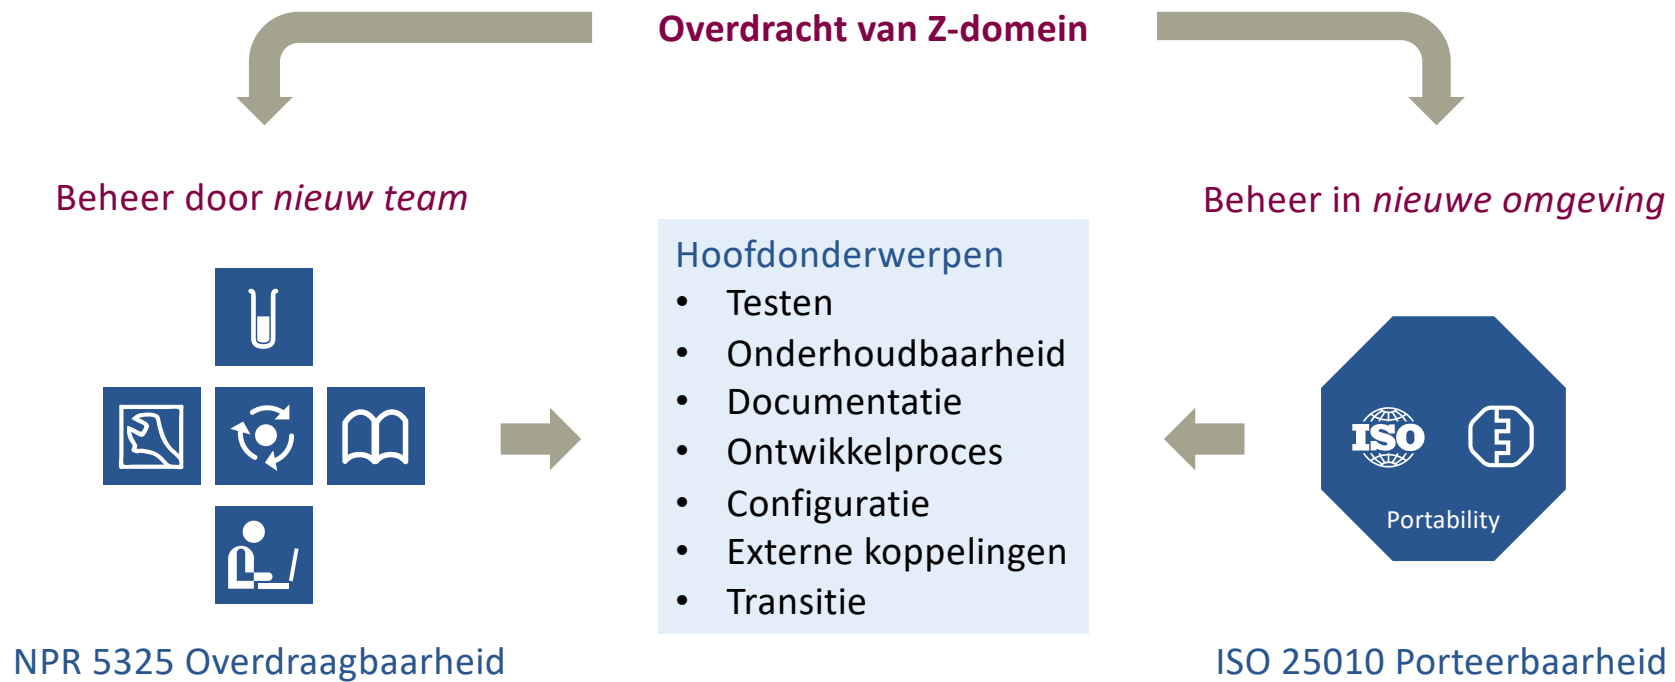 Overdracht van Z-domein
Beheer door nieuw team
Beheer in nieuwe omgeving
Hoofdonderwerpen
• Testen
• Onderhoudbaarheid
• Documentatie
• Ontwikkelproces
• Configuratie
• Externe koppelingen
• Transitie
ISO
Portability
NPR 5325 Overdraagbaarheid
ISO 25010 Porteerbaarheid